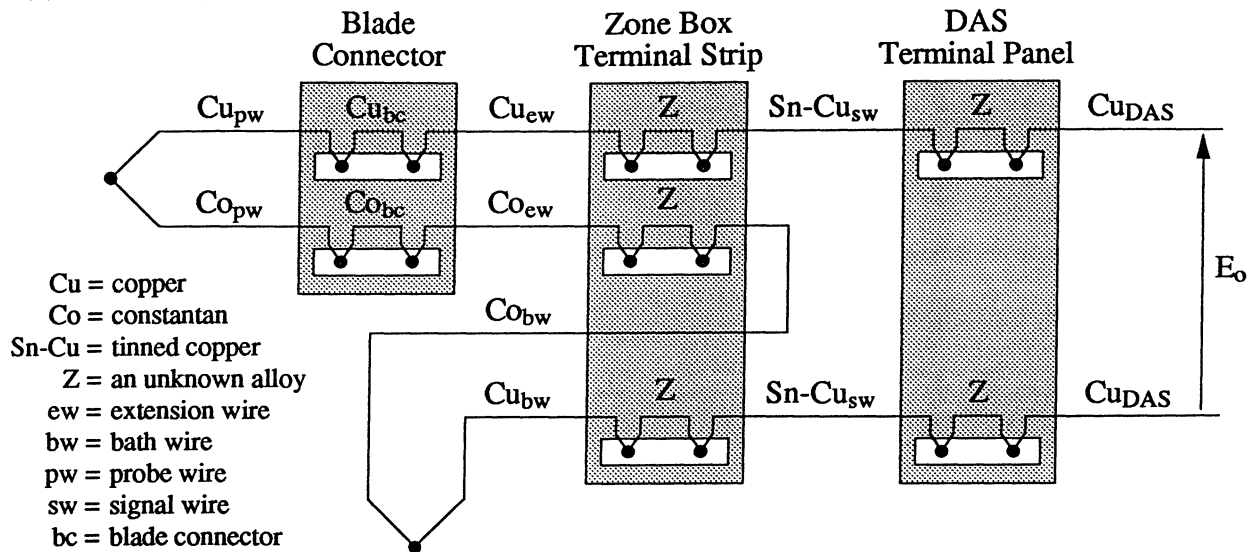 Blade
Connector
Zone Box
Terminal Strip
DAS
Terminal Panel
Cu_pw
Cu_bc
Cu_ew
Z
Sn-Cu_sw
Z
Cu_DAS
Co_pw
Co_bc
Co_ew
Z
E_o
Co_bw
Cu_bw
Z
Sn-Cu_sw
Z
Cu_DAS
Cu = copper
Co = constantan
Sn-Cu = tinned copper
Z = an unknown alloy
ew = extension wire
bw = bath wire
pw = probe wire
sw = signal wire
bc = blade connector